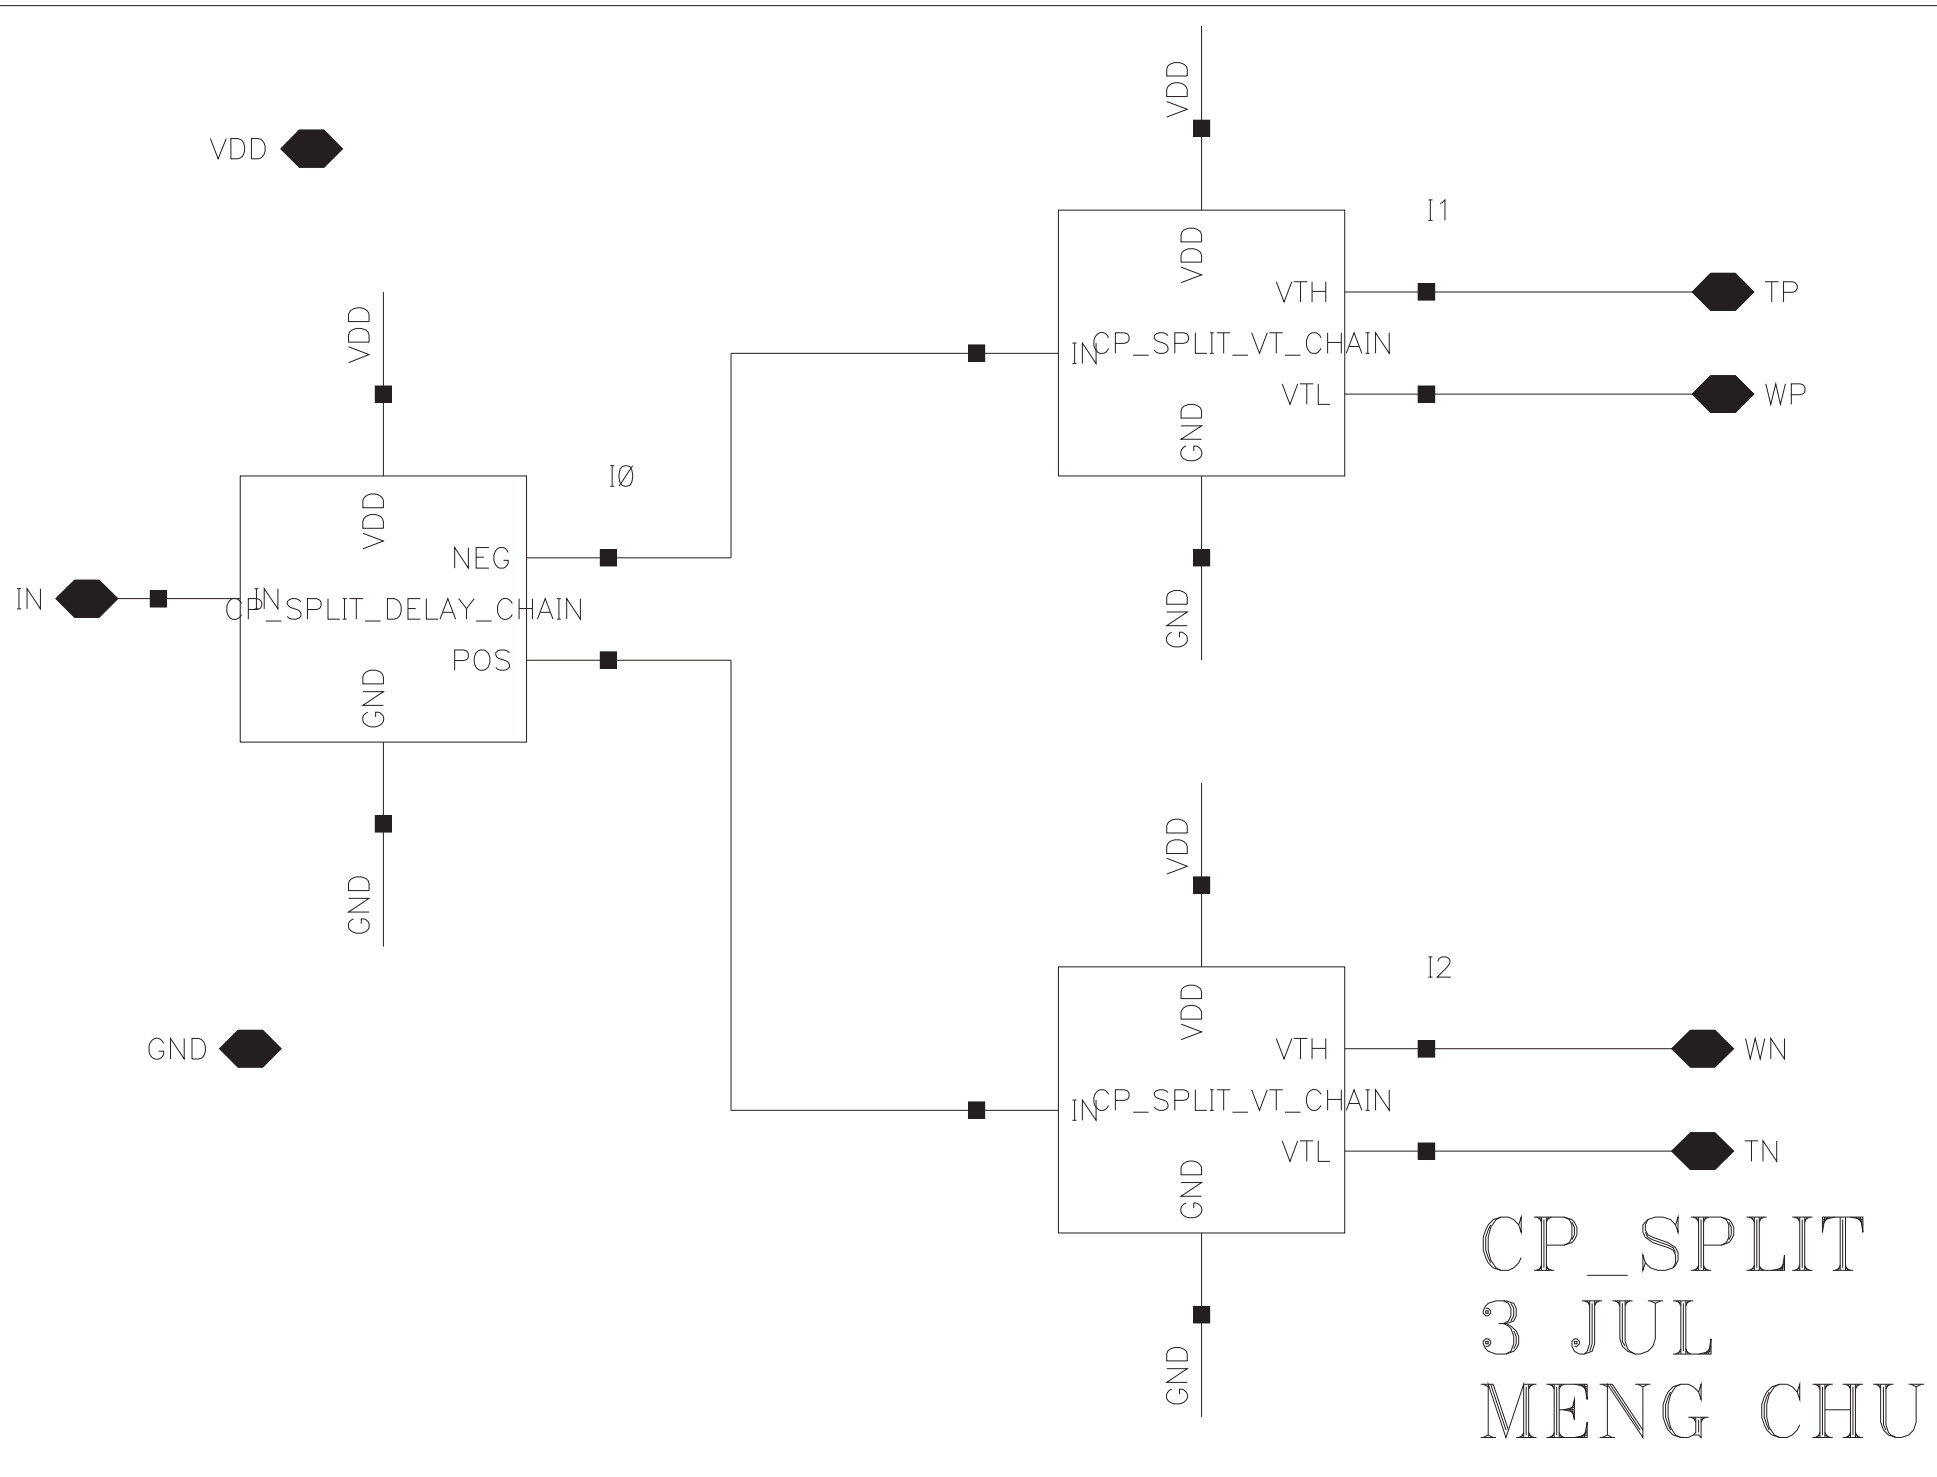 VDD
VDD
VDD
I1
VTH
TP
CP_SPLIT_VT_CHAIN
IN
VTL
WP
GND
GND
VDD
VDD
IØ
NEG
IN
IN
CP_SPLIT_DELAY_CHAIN
POS
GND
GND
GND
VDD
VDD
I2
VTH
WN
CP_SPLIT_VT_CHAIN
IN
VTL
TN
GND
GND
CP_SPLIT
3 JUL
MENG CHU